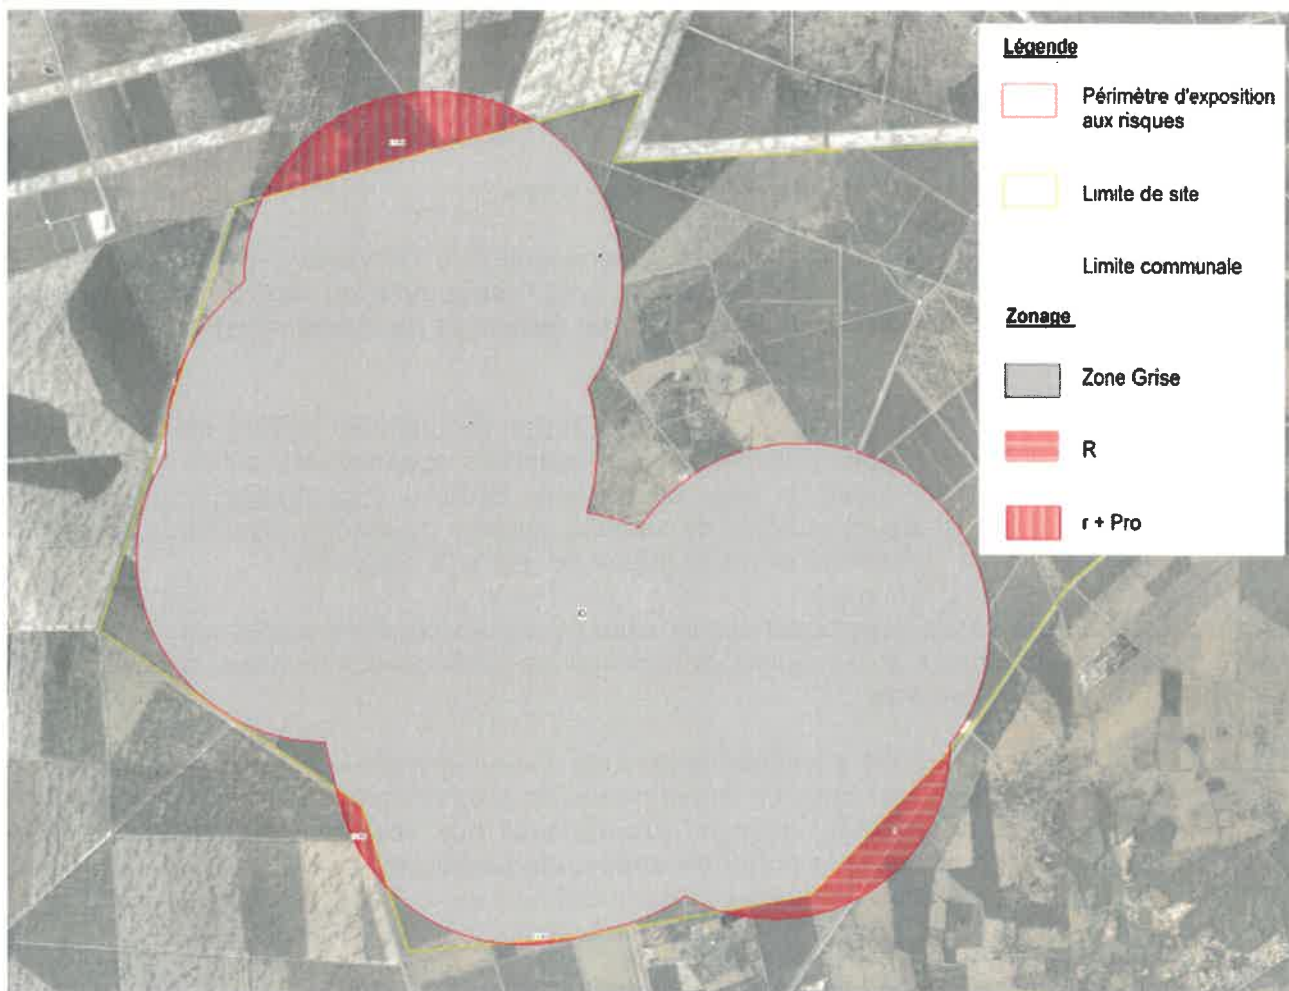 Légende
Périmètre d'exposition
aux risques
Limite de site
Limite communale
Zonage
Zone Grise
R
r + Pro